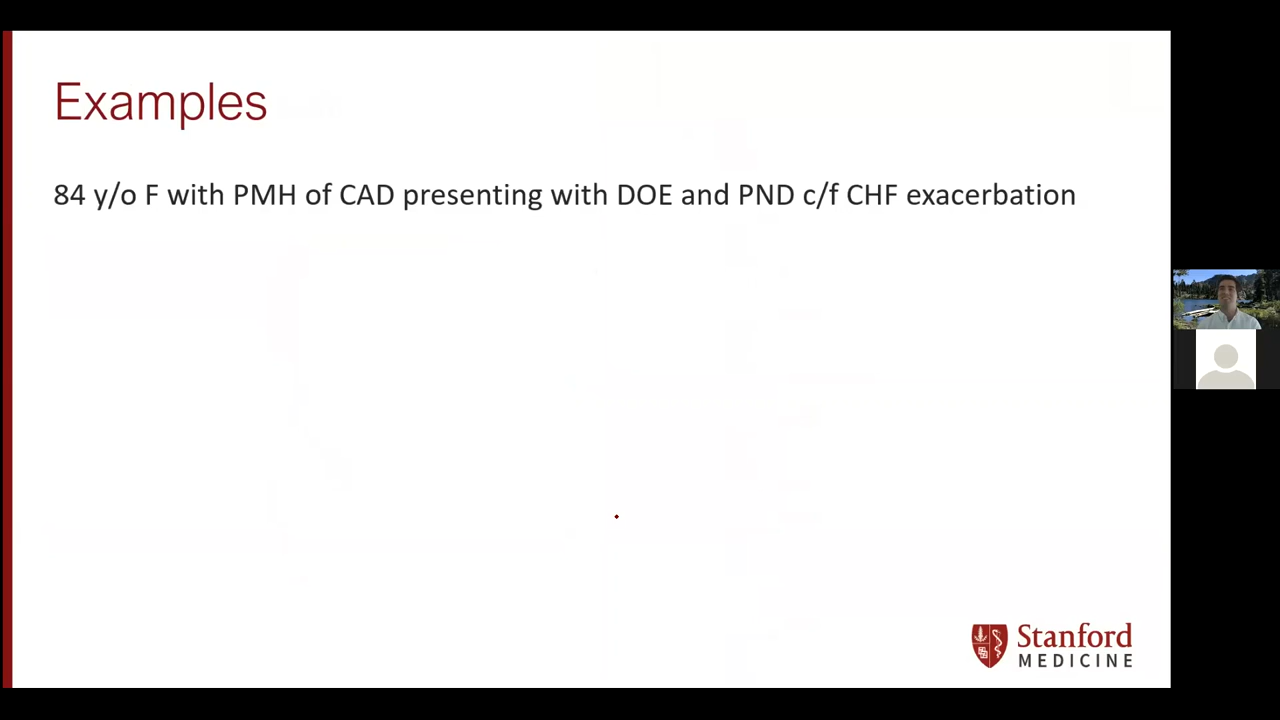 Examples
84 y/o F with PMH of CAD presenting with DOE and PND c/f CHF exacerbation
Stanford
MEDICINE